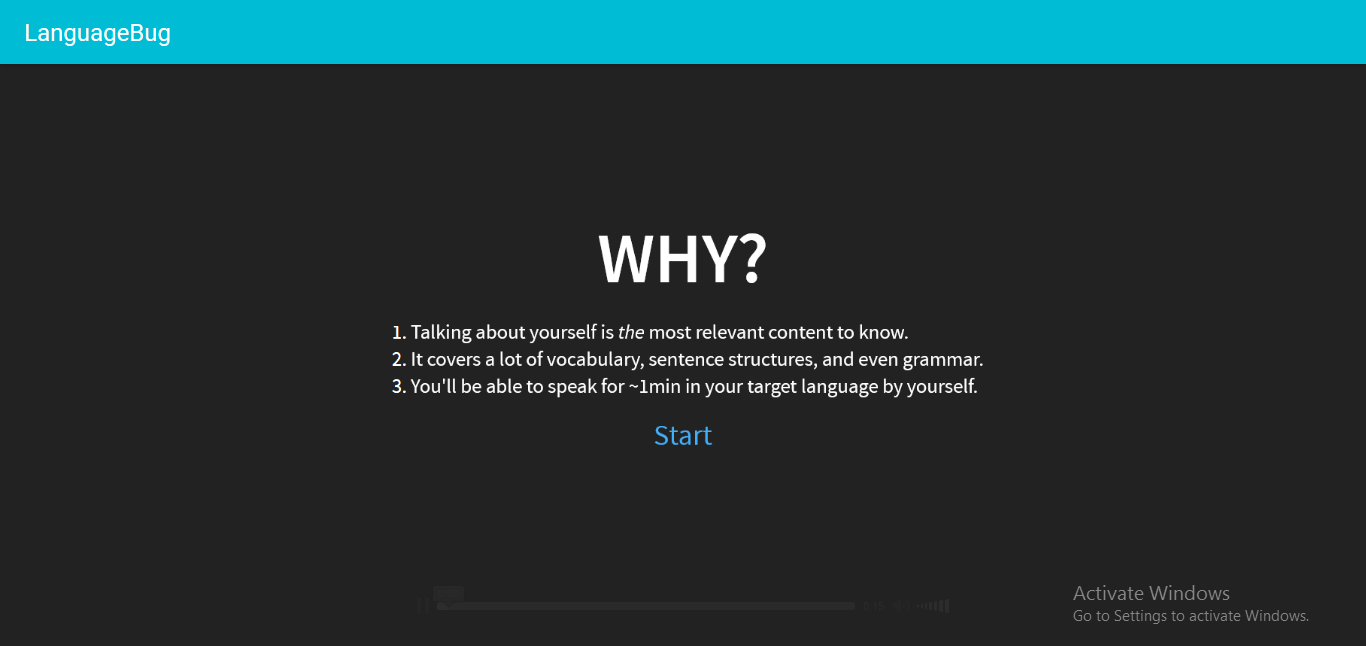 LanguageBug
WHY?
1. Talking about yourself is the most relevant content to know.
2. It covers a lot of vocabulary, sentence structures, and even grammar.
3. You'll be able to speak for ~1min in your target language by yourself.
Start
0:15
Activate Windows
Go to Settings to activate Windows.